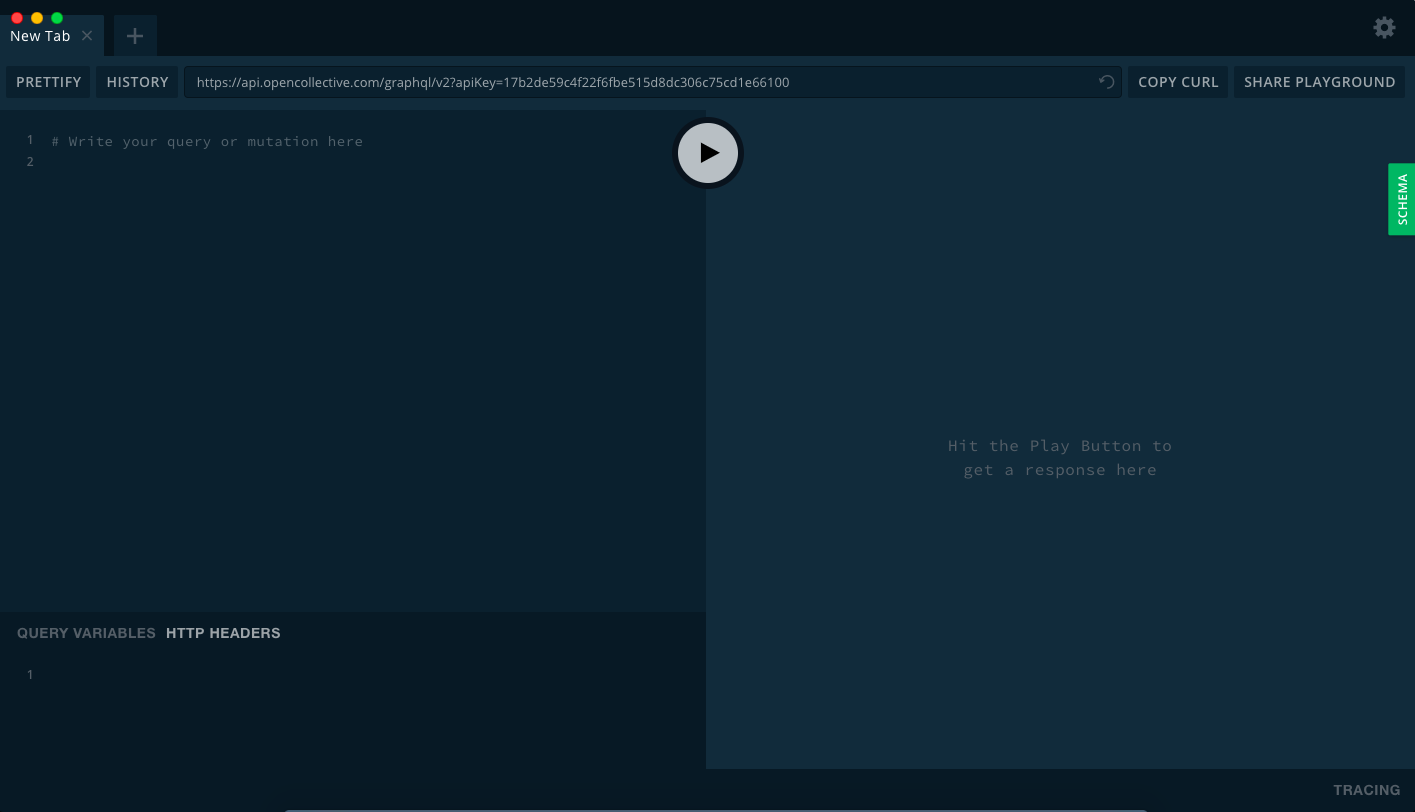 New Tab
PRETTIFY
HISTORY
https://api.opencollective.com/graphql/v2?apiKey=17b2de59c4f22f6fbe515d8dc306c75cd1e66100
COPY CURL
SHARE PLAYGROUND
1 # Write your query or mutation here
2
SCHEMA
Hit the Play Button to
get a response here
QUERY VARIABLES HTTP HEADERS
1
TRACING